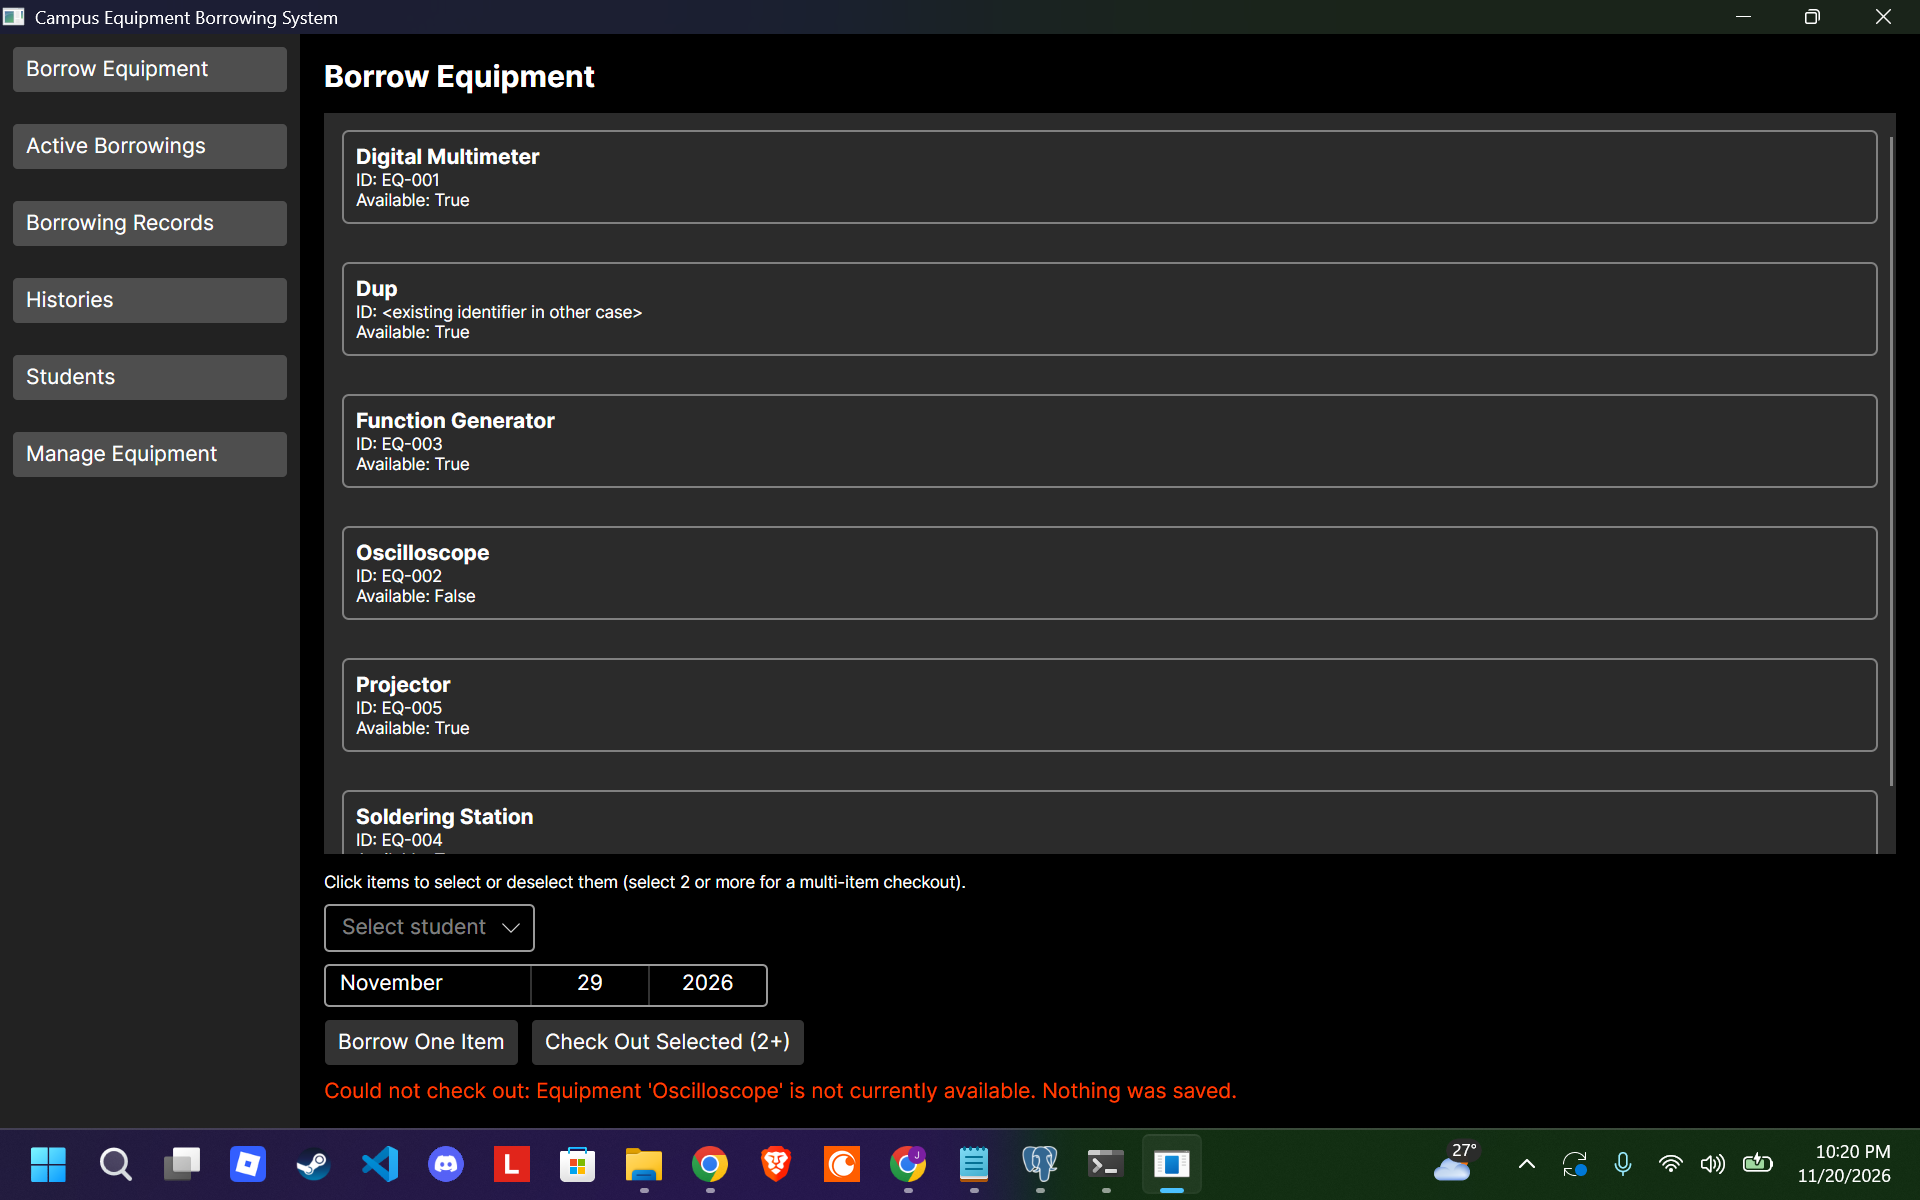 Campus Equipment Borrowing System
Borrow Equipment
Active Borrowings
Borrowing Records
Histories
Students
Manage Equipment
Borrow Equipment
Digital Multimeter
ID: EQ-001
Available: True
Dup
ID: <existing identifier in other case>
Available: True
Function Generator
ID: EQ-003
Available: True
Oscilloscope
ID: EQ-002
Available: False
Projector
ID: EQ-005
Available: True
Soldering Station
ID: EQ-004
Click items to select or deselect them (select 2 or more for a multi-item checkout).
Select student
November 29 2026
Borrow One Item Check Out Selected (2+)
Could not check out: Equipment 'Oscilloscope' is not currently available. Nothing was saved.
L
J
27°
10:20 PM
11/20/2026